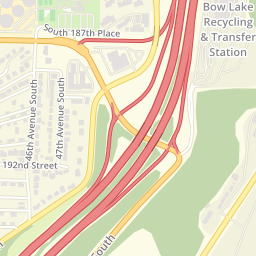 South 187th Place
Bow Lake
Recycling
& Transfer
Station
46th Avenue South
47th Avenue South
192nd Street
South